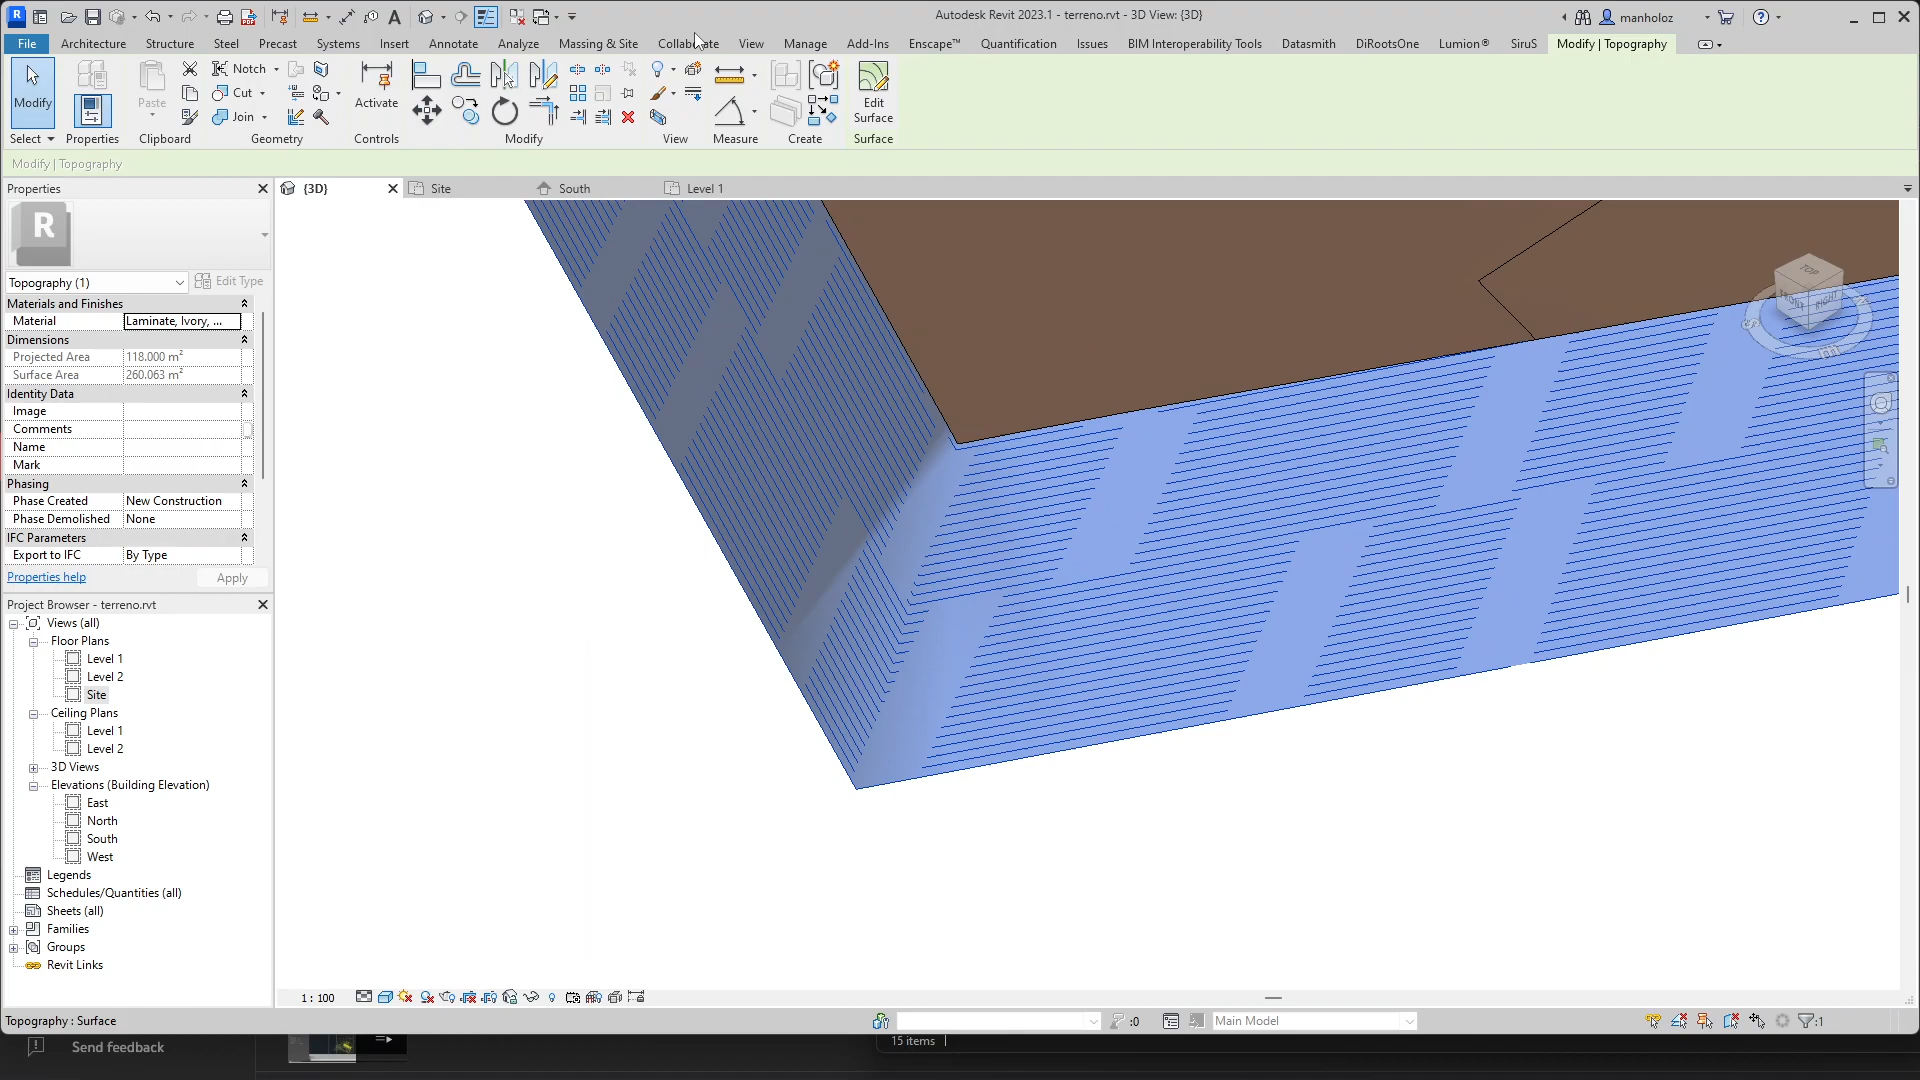 Autodesk Revit 2023.1 - terreno.rvt - 3D View: {3D}
manholoz
File
Architecture
Structure
Steel
Precast
Systems
Insert
Annotate
Analyze
Massing & Site
Collaborate
View
Manage
Add-Ins
Enscape™
Quantification
Issues
BIM Interoperability Tools
Datasmith
DiRootsOne
Lumion®
SiruS
Modify | Topography
Modify
Paste
Notch
Cut
Join
Activate
Edit
Surface
Select
Properties
Clipboard
Geometry
Controls
Modify
View
Measure
Create
Surface
Modify | Topography
Properties
{3D}
Site
South
Level 1
R
Topography (1)
Edit Type
Materials and Finishes
Material
Laminate, Ivory, ...
Dimensions
Projected Area
118.000 m²
Surface Area
260.063 m²
Identity Data
Image
Comments
Name
Mark
Phasing
Phase Created
New Construction
Phase Demolished
None
IFC Parameters
Export to IFC
By Type
Properties help
Apply
Project Browser - terreno.rvt
Views (all)
Floor Plans
Level 1
Level 2
Site
Ceiling Plans
Level 1
Level 2
3D Views
Elevations (Building Elevation)
East
North
South
West
Legends
Schedules/Quantities (all)
Sheets (all)
Families
Groups
Revit Links
TOP
FRONT
RIGHT
1 : 100
Topography : Surface
:0
Main Model
:1
Send feedback
15 items